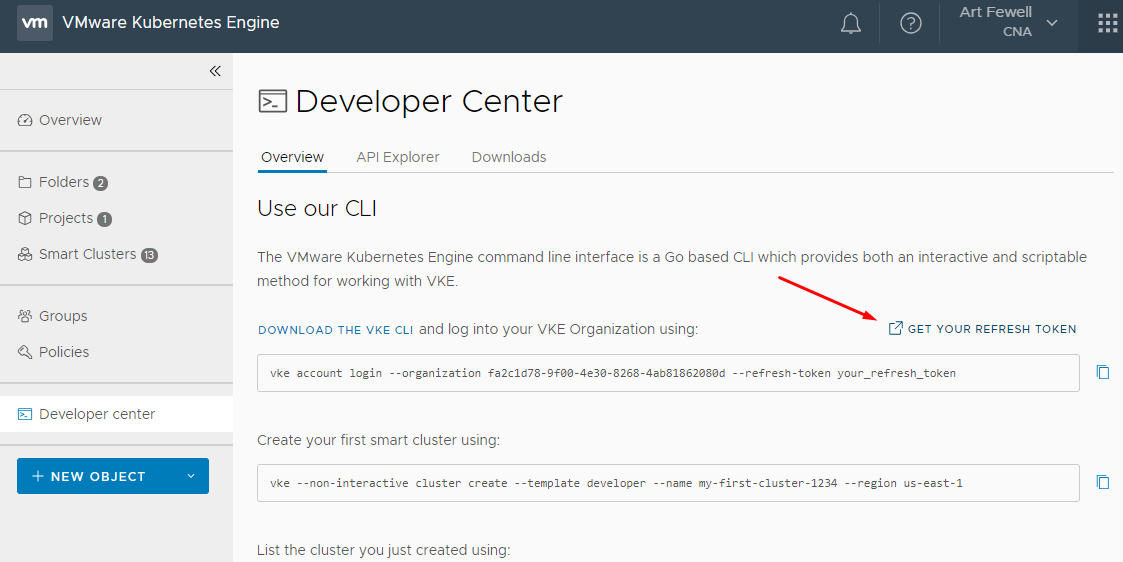 vm VMware Kubernetes Engine
Art Fewell
CNA
Overview
Folders 2
Projects 1
Smart Clusters 13
Groups
Policies
Developer center
NEW OBJECT
Developer Center
Overview API Explorer Downloads
Use our CLI
The VMware Kubernetes Engine command line interface is a Go based CLI which provides both an interactive and scriptable
method for working with VKE.
DOWNLOAD THE VKE CLI and log into your VKE Organization using:
GET YOUR REFRESH TOKEN
vke account login --organization fa2c1d78-9f00-4e30-8268-4ab81862080d --refresh-token your_refresh_token
Create your first smart cluster using:
vke --non-interactive cluster create --template developer --name my-first-cluster-1234 --region us-east-1
List the cluster you just created using: